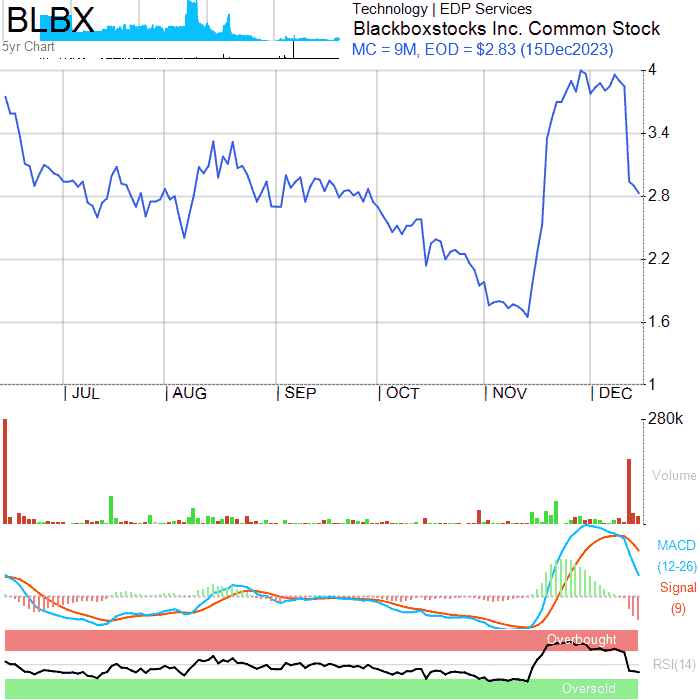 BLBX
Technology | EDP Services
Blackboxstocks Inc. Common Stock
MC = 9M, EOD = $2.83 (15Dec2023)
5yr Chart
4
3.4
2.8
2.2
1.6
1
JUL AUG SEP OCT NOV DEC
280k
Volume
MACD
(12-26)
Signal
(9)
Overbought
RSI(14)
Oversold